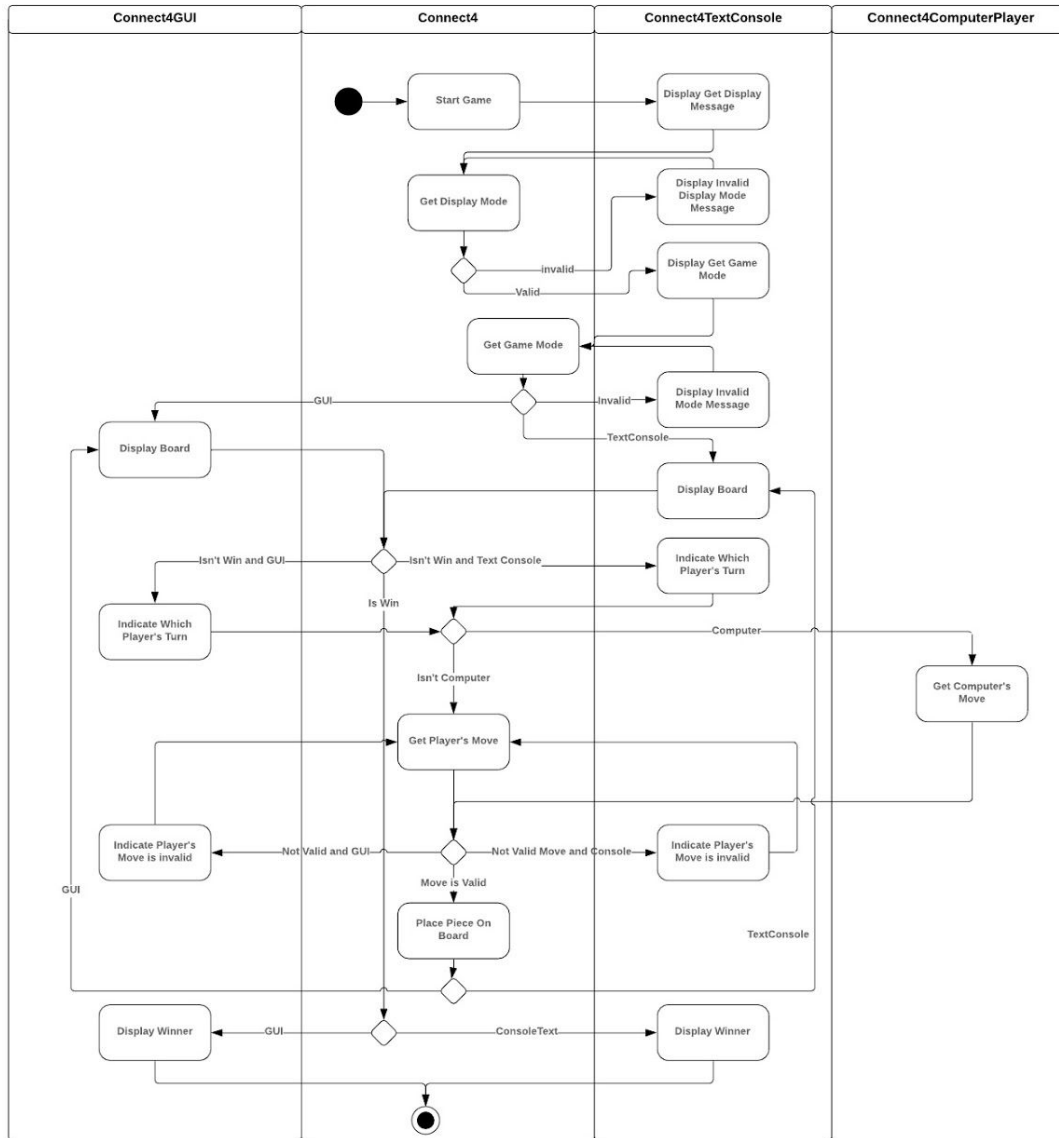 Connect4GUI
Connect4
Connect4TextConsole
Connect4ComputerPlayer
Start Game
Display Get Display
Message
Get Display Mode
Display Invalid
Display Mode
Message
invalid
Valid
Display Get Game
Mode
Get Game Mode
Display Invalid
Mode Message
GUI
Invalid
TextConsole
Display Board
Display Board
Isn't Win and GUI
Isn't Win and Text Console
Indicate Which
Player's Turn
Is Win
Indicate Which
Player's Turn
Computer
Isn't Computer
Get Computer's
Move
Get Player's Move
Indicate Player's
Move is invalid
Not Valid and GUI
Not Valid Move and Console
Indicate Player's
Move is invalid
Move is Valid
GUI
Place Piece On
Board
TextConsole
Display Winner
GUI
ConsoleText
Display Winner